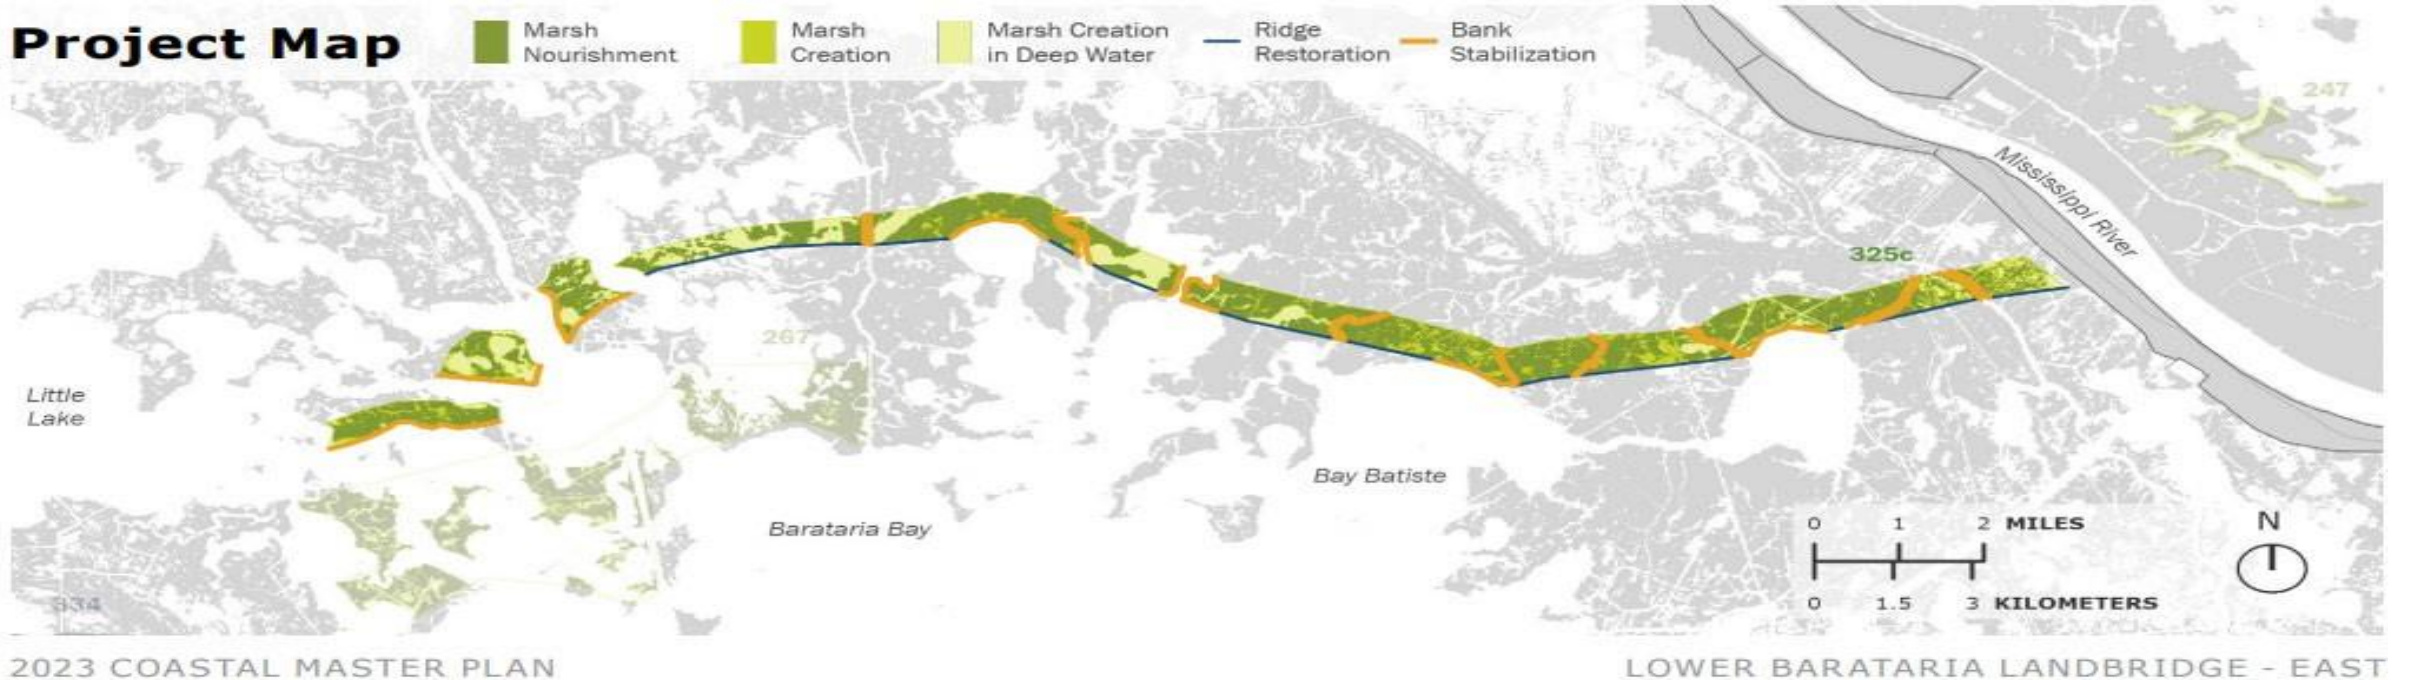 Project Map
Marsh
Nourishment
Marsh
Creation
Marsh Creation
in Deep Water
Ridge
Restoration
Bank
Stabilization
247
Mississippi River
325c
267
Little
Lake
Bay Batiste
Barataria Bay
334
0 1 2 MILES
0 1.5 3 KILOMETERS
N
2023 COASTAL MASTER PLAN
LOWER BARATARIA LANDBRIDGE - EAST